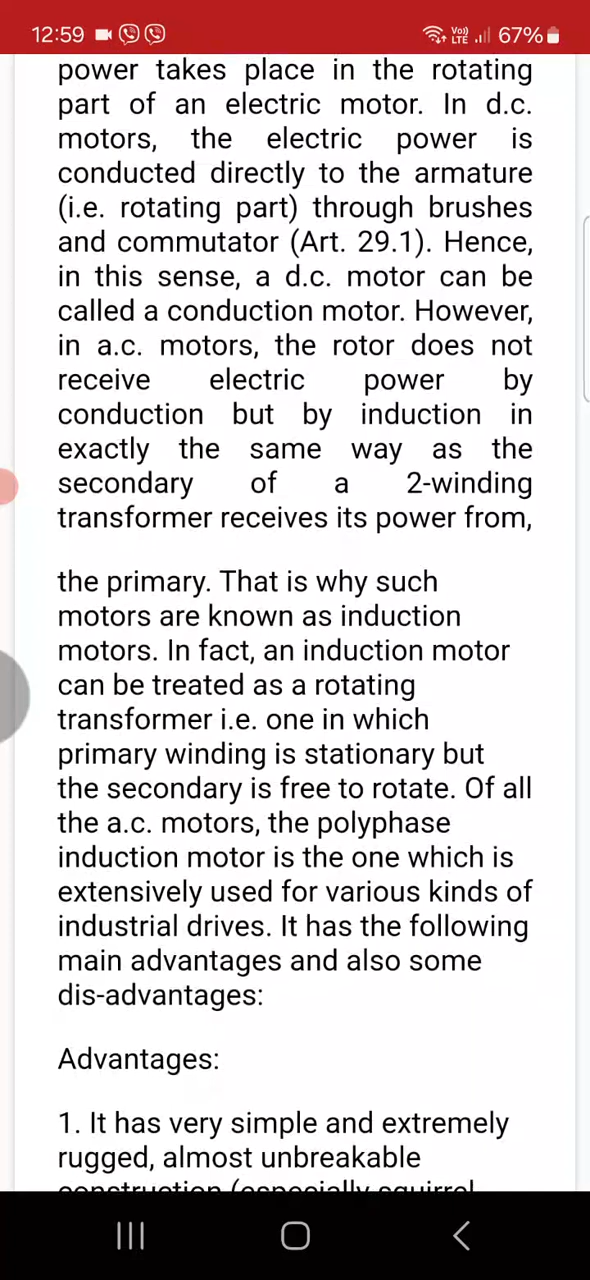 12:59
Vo)) LTE 67%
power takes place in the rotating
part of an electric motor. In d.c.
motors, the electric power is
conducted directly to the armature
(i.e. rotating part) through brushes
and commutator (Art. 29.1). Hence,
in this sense, a d.c. motor can be
called a conduction motor. However,
in a.c. motors, the rotor does not
receive electric power by
conduction but by induction in
exactly the same way as the
secondary of a 2-winding
transformer receives its power from,
the primary. That is why such
motors are known as induction
motors. In fact, an induction motor
can be treated as a rotating
transformer i.e. one in which
primary winding is stationary but
the secondary is free to rotate. Of all
the a.c. motors, the polyphase
induction motor is the one which is
extensively used for various kinds of
industrial drives. It has the following
main advantages and also some
dis-advantages:
Advantages:
1. It has very simple and extremely
rugged, almost unbreakable
construction (especially squirrel